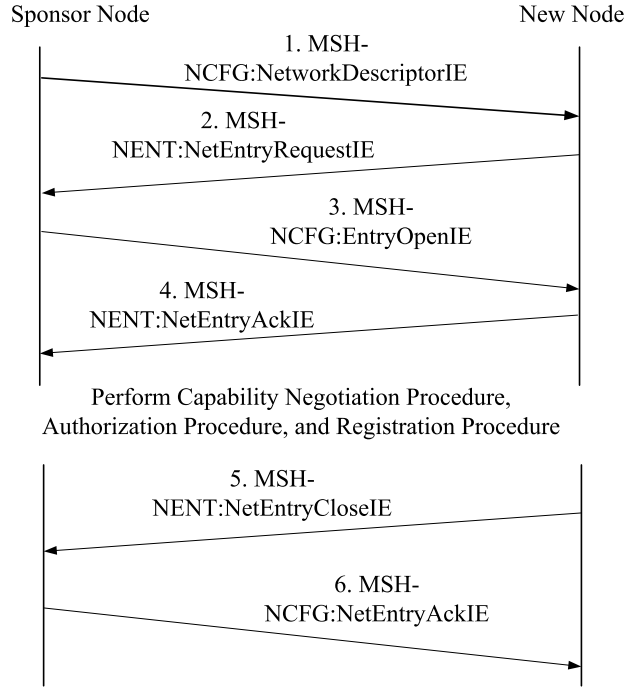 Sponsor Node
New Node
1. MSH-
NCFG:NetworkDescriptorIE
2. MSH-
NENT:NetEntryRequestIE
3. MSH-
NCFG:EntryOpenIE
4. MSH-
NENT:NetEntryAckIE
Perform Capability Negotiation Procedure,
Authorization Procedure, and Registration Procedure
5. MSH-
NENT:NetEntryCloseIE
6. MSH-
NCFG:NetEntryAckIE